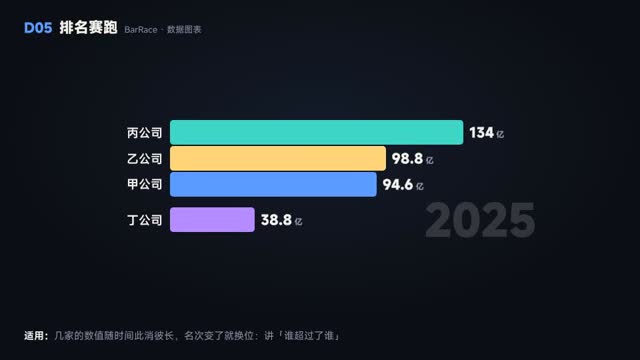 D05 排名赛跑 BarRace · 数据图表
丙公司 134 亿
乙公司 98.8 亿
甲公司 94.6 亿
丁公司 38.8 亿
2025
适用：几家的数值随时间此消彼长，名次变了就换位：讲「谁超过了谁」